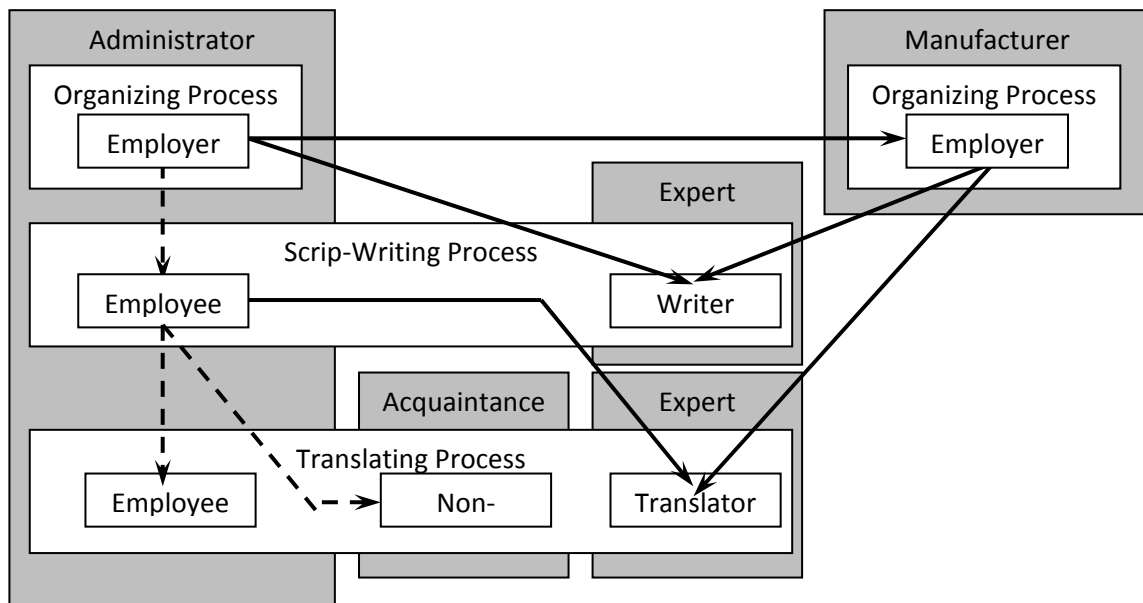 Administrator
Manufacturer
Organizing Process
Organizing Process
Employer
Employer
Expert
Scrip-Writing Process
Employee
Writer
Acquaintance
Expert
Translating Process
Employee
Non-
Translator